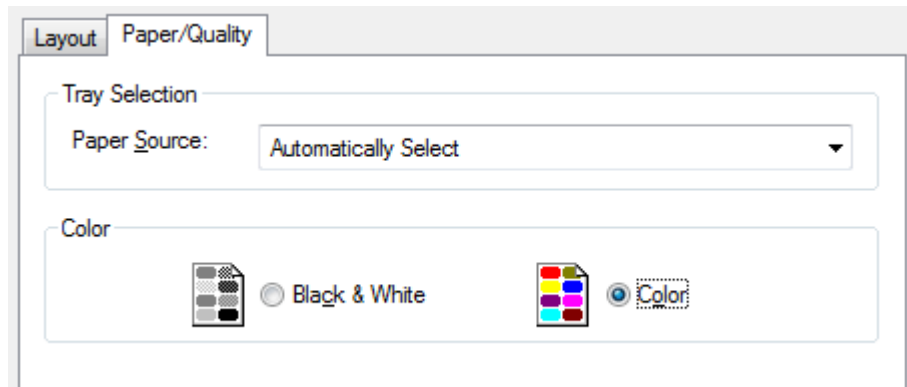 Layout Paper/Quality
Tray Selection
Paper Source: Automatically Select
Color
Black & White Color